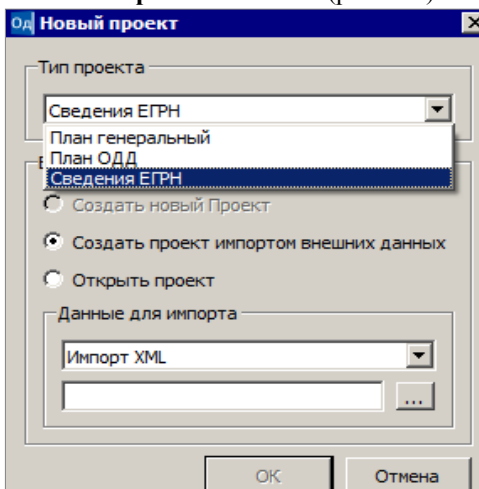 Од Новый проект
Тип проекта
Сведения ЕГРН
План генеральный
План ОДД
Сведения ЕГРН
Создать новый Проект
Создать проект импортом внешних данных
Открыть проект
Данные для импорта
Импорт XML
...
ОК Отмена